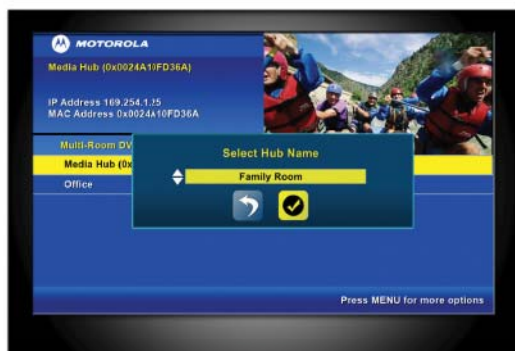 MOTOROLA
Media Hub (0x0024A10FD36A)
IP Address 169.254.1.25
MAC Address 0x0024A10FD36A
Multi-Room DV
Select Hub Name
Media Hub (0x
Family Room
Office
Press MENU for more options